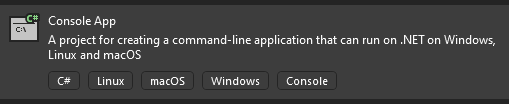 C#
C:\
Console App
A project for creating a command-line application that can run on .NET on Windows,
Linux and macOS
C# Linux macOS Windows Console